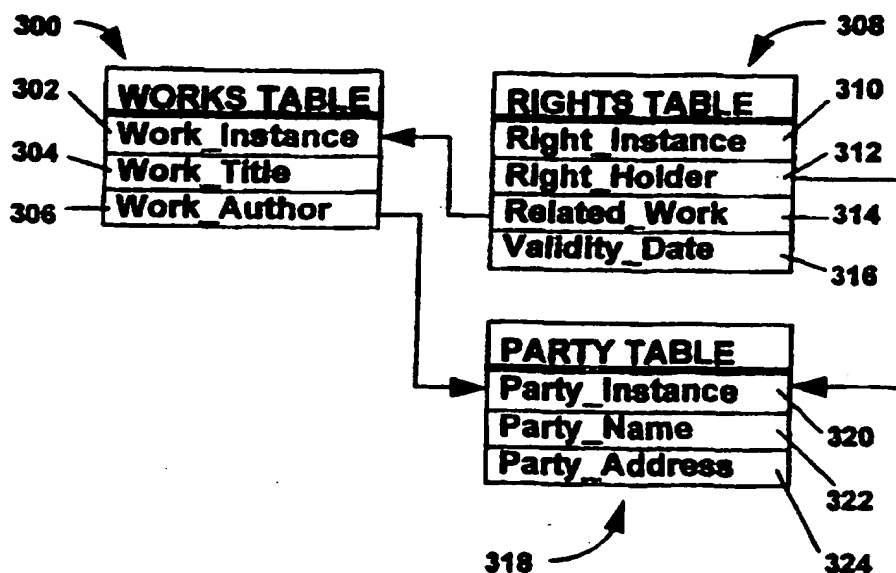 300
302
304
306
WORKS TABLE
Work_Instance
Work_Title
Work_Author
308
310
312
314
316
RIGHTS TABLE
Right_Instance
Right_Holder
Related_Work
Validity_Date
PARTY TABLE
Party_Instance
Party_Name
Party_Address
320
322
324
318